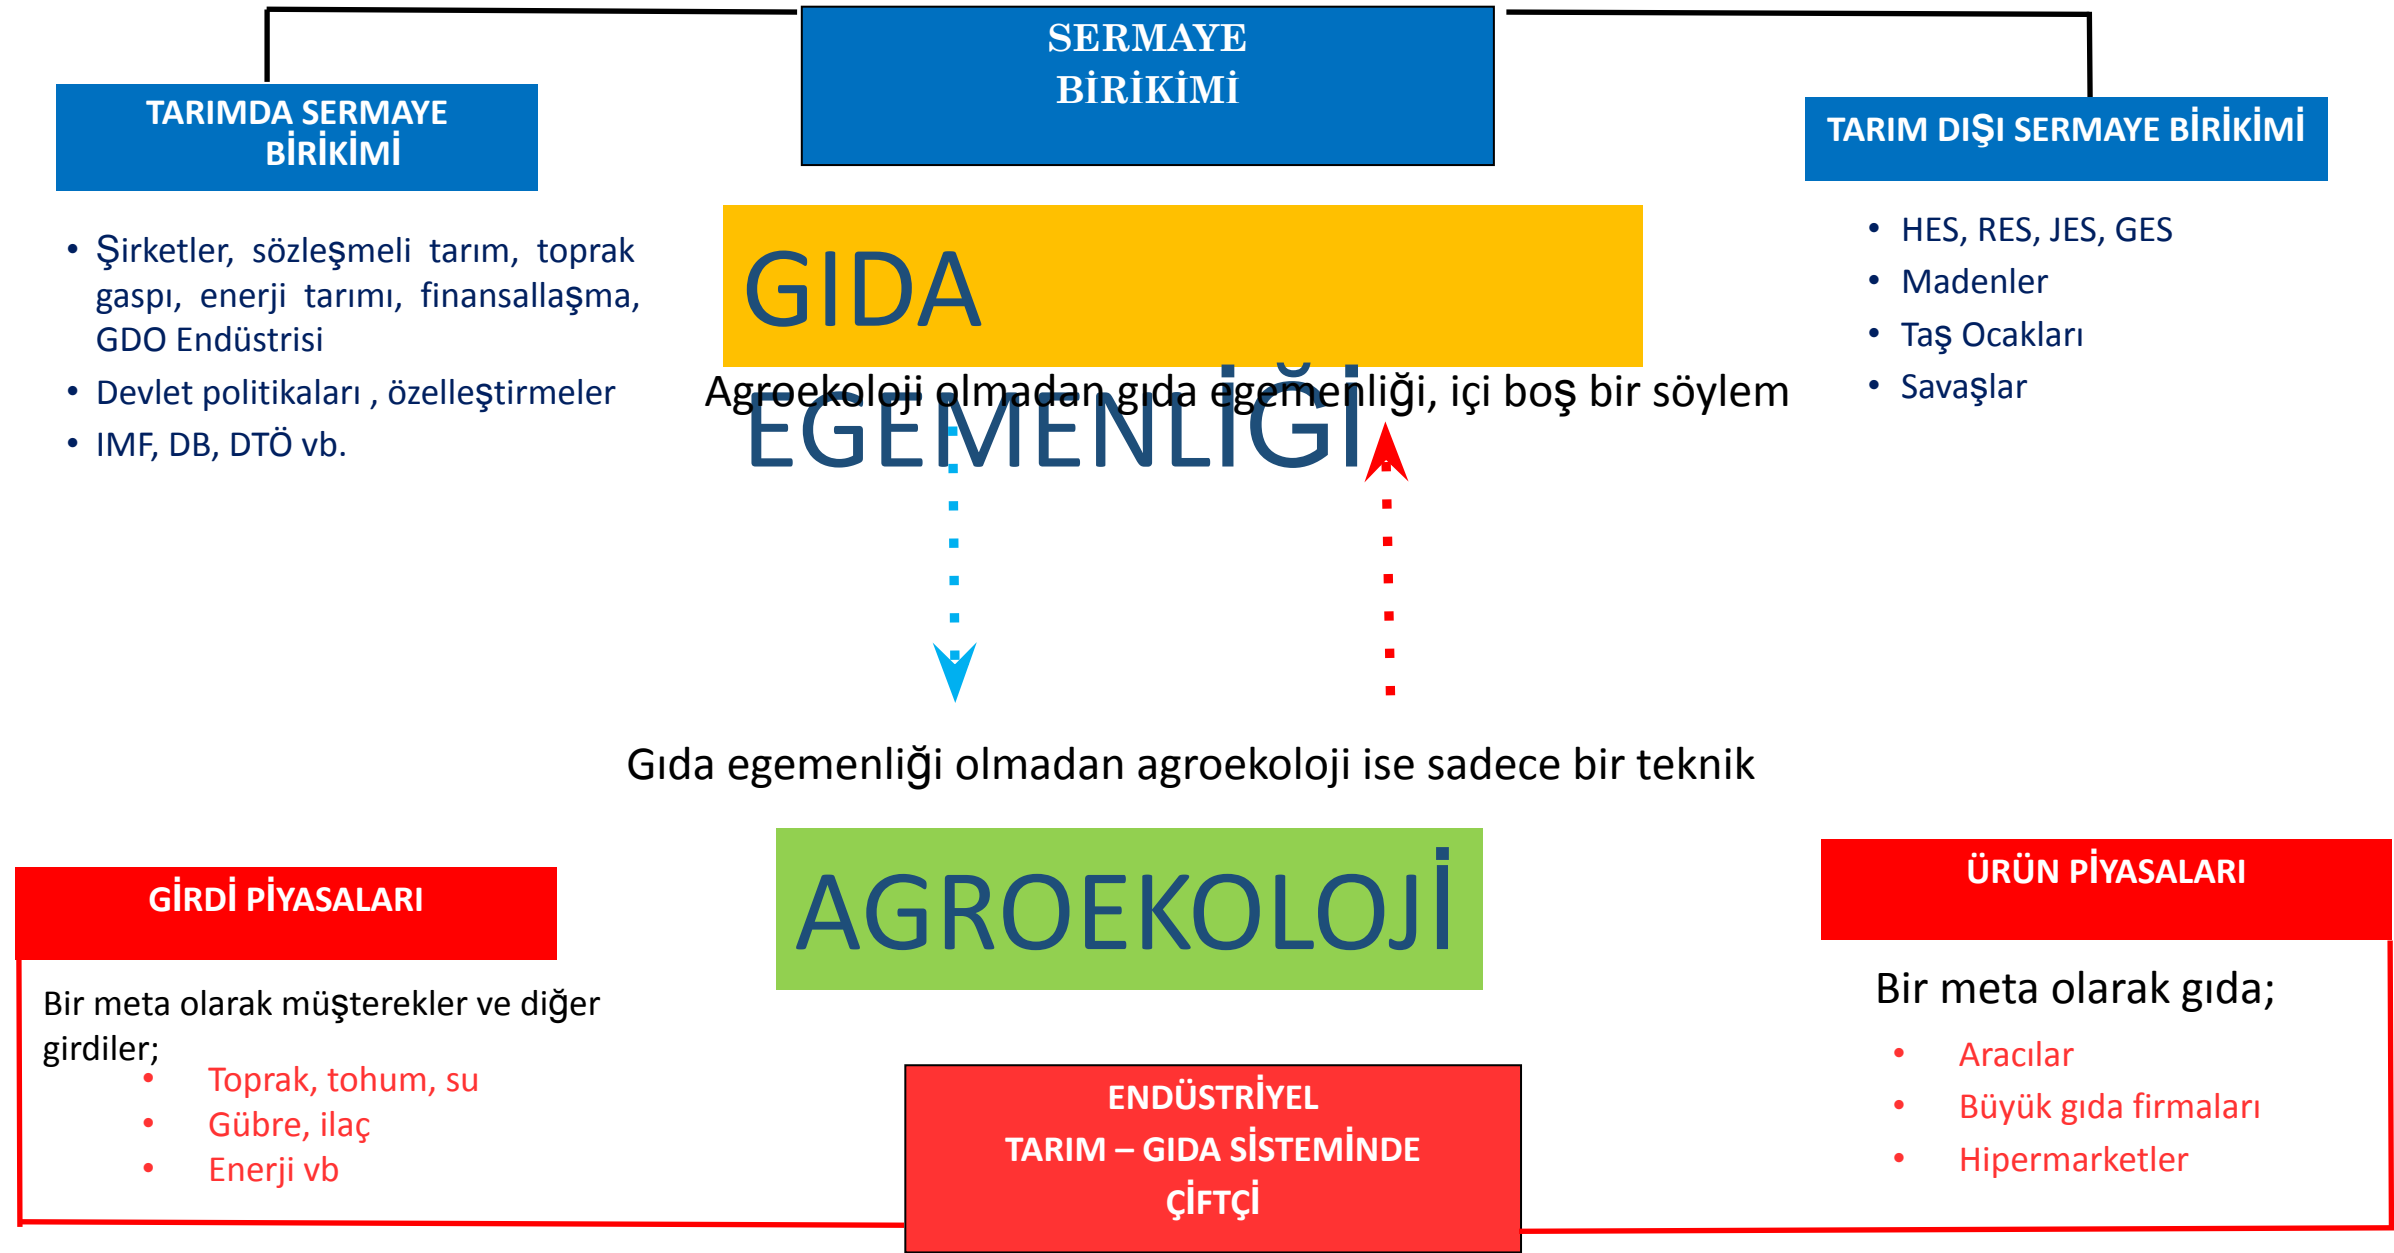 SERMAYE
BİRİKİMİ
TARIMDA SERMAYE
BİRİKİMİ
TARIM DIŞI SERMAYE BİRİKİMİ
• Şirketler, sözleşmeli tarım, toprak
gaspı, enerji tarımı, finansallaşma,
GDO Endüstrisi
• Devlet politikaları , özelleştirmeler
• IMF, DB, DTÖ vb.
GIDA
EGEMENLİĞİ
Agroekoloji olmadan gıda egemenliği, içi boş bir söylem
• HES, RES, JES, GES
• Madenler
• Taş Ocakları
• Savaşlar
Gıda egemenliği olmadan agroekoloji ise sadece bir teknik
AGROEKOLOJİ
GİRDİ PİYASALARI
Bir meta olarak müşterekler ve diğer
girdiler;
• Toprak, tohum, su
• Gübre, ilaç
• Enerji vb
ENDÜSTRİYEL
TARIM – GIDA SİSTEMİNDE
ÇİFTÇİ
ÜRÜN PİYASALARI
Bir meta olarak gıda;
• Aracılar
• Büyük gıda firmaları
• Hipermarketler